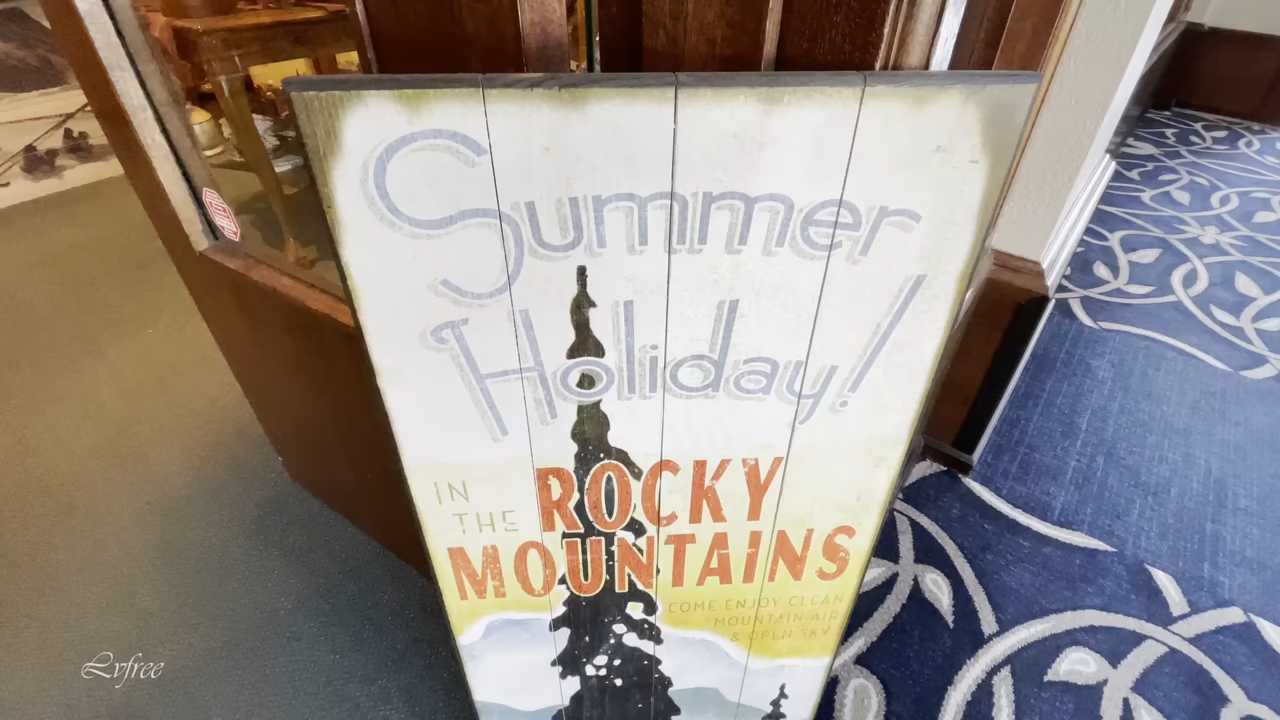 Summer
Holiday!
IN
THE
ROCKY
MOUNTAINS
COME ENJOY CLEAN
MOUNTAIN AIR
& OPEN SKY
Lvfree